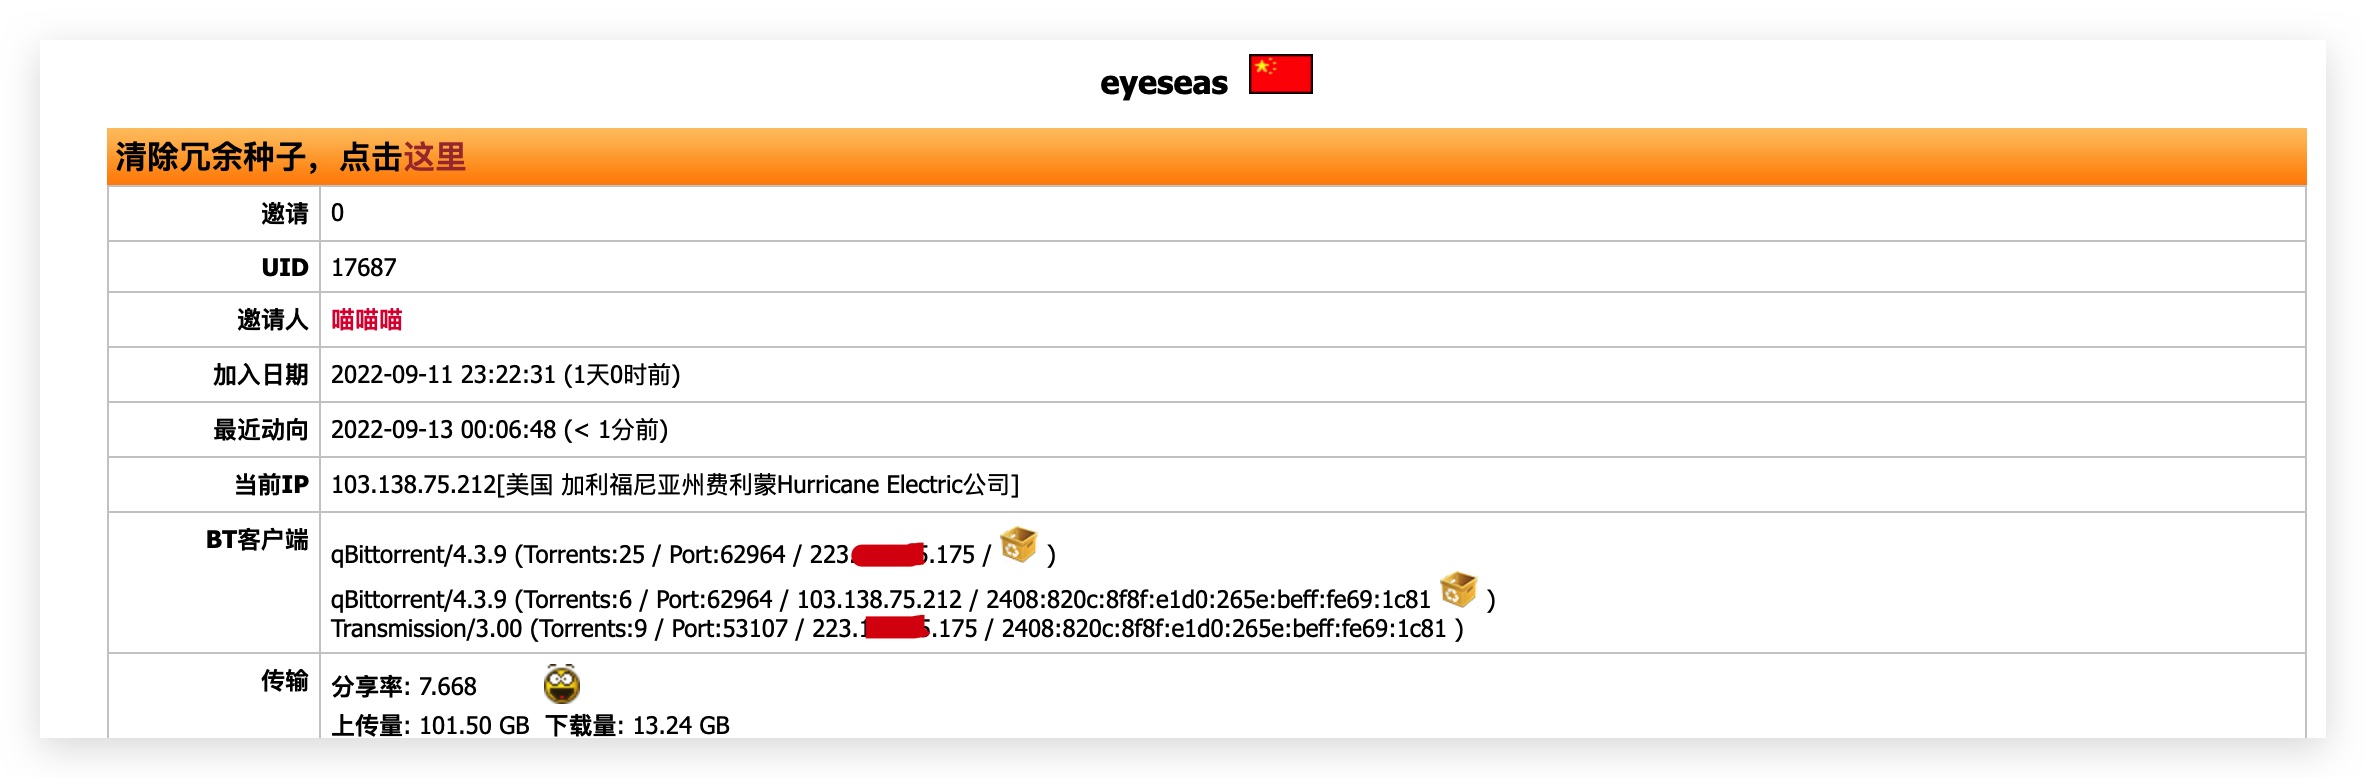 eyeseas
清除冗余种子，点击这里
邀请 0
UID 17687
邀请人 喵喵喵
加入日期 2022-09-11 23:22:31 (1天0时前)
最近动向 2022-09-13 00:06:48 (< 1分前)
当前IP 103.138.75.212[美国 加利福尼亚州费利蒙Hurricane Electric公司]
BT客户端 qBittorrent/4.3.9 (Torrents:25 / Port:62964 / 223. .175 / )
qBittorrent/4.3.9 (Torrents:6 / Port:62964 / 103.138.75.212 / 2408:820c:8f8f:e1d0:265e:beff:fe69:1c81 )
Transmission/3.00 (Torrents:9 / Port:53107 / 223. .175 / 2408:820c:8f8f:e1d0:265e:beff:fe69:1c81 )
传输 分享率: 7.668
上传量: 101.50 GB 下载量: 13.24 GB